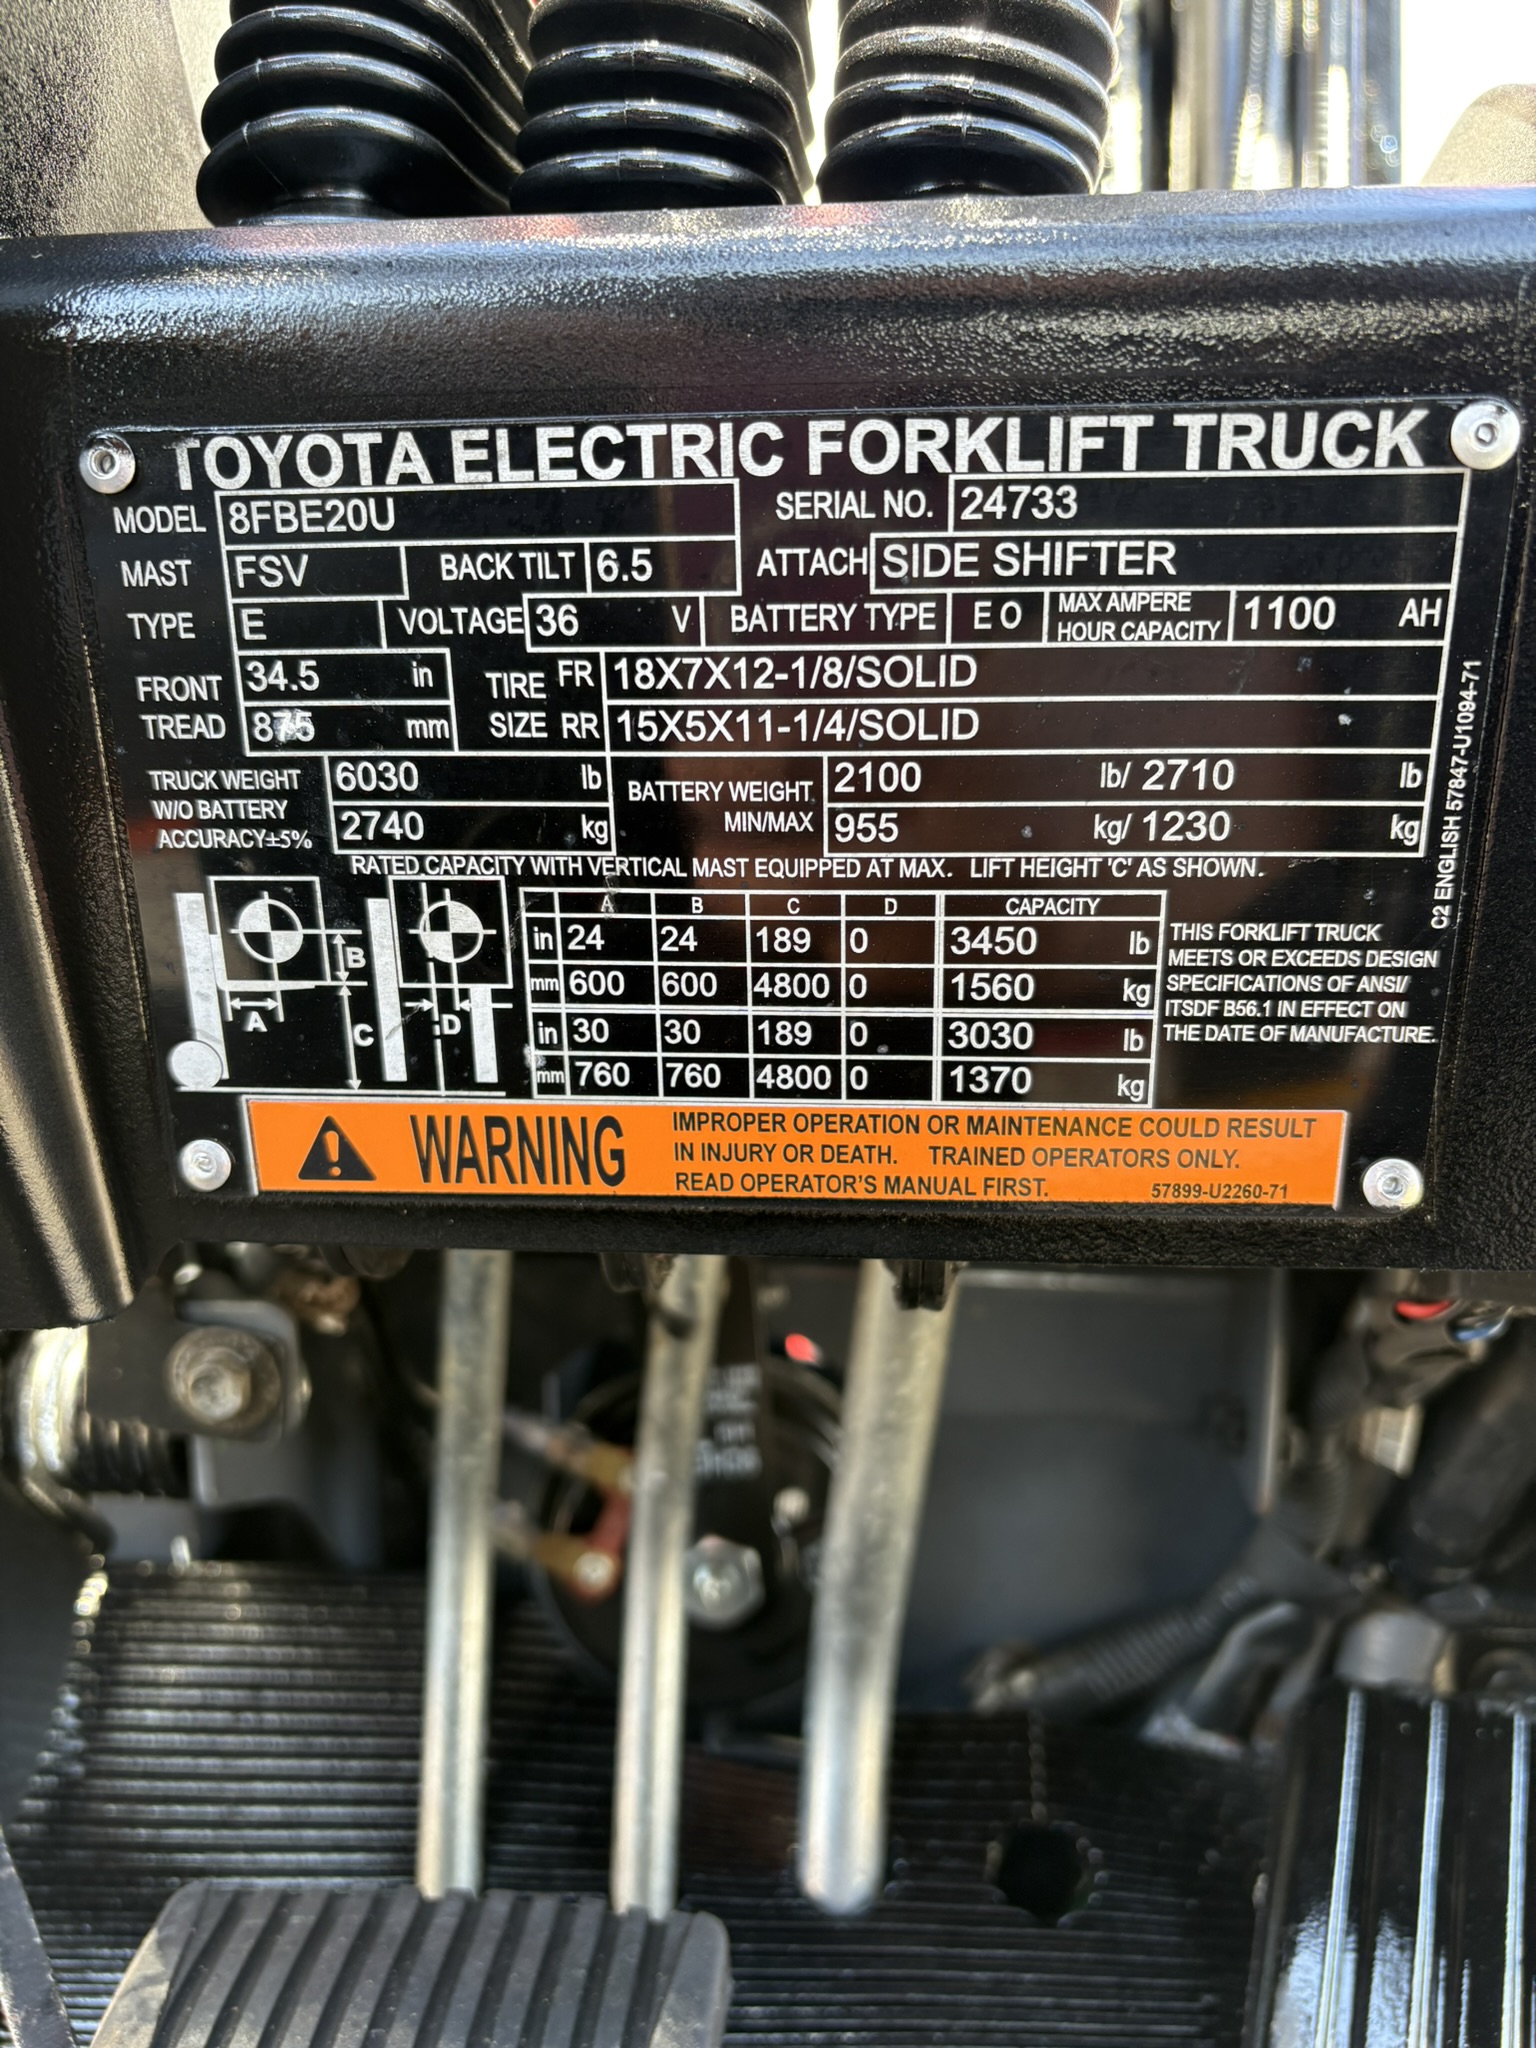 TOYOTA ELECTRIC FORKLIFT TRUCK
MODEL 8FBE20U SERIAL NO. 24733
MAST FSV BACK TILT 6.5 ATTACH SIDE SHIFTER
TYPE E VOLTAGE 36 V BATTERY TYPE E O MAX AMPERE HOUR CAPACITY 1100 AH
FRONT TREAD 34.5 in TIRE SIZE FR 18X7X12-1/8/SOLID
875 mm RR 15X5X11-1/4/SOLID
TRUCK WEIGHT W/O BATTERY ACCURACY±5% 6030 lb BATTERY WEIGHT MIN/MAX 2100 lb/ 2710 lb
2740 kg 955 kg/ 1230 kg
RATED CAPACITY WITH VERTICAL MAST EQUIPPED AT MAX. LIFT HEIGHT 'C' AS SHOWN.
A B C D CAPACITY
in 24 24 189 0 3450 lb
mm 600 600 4800 0 1560 kg
in 30 30 189 0 3030 lb
mm 760 760 4800 0 1370 kg
B
A
C
D
THIS FORKLIFT TRUCK
MEETS OR EXCEEDS DESIGN
SPECIFICATIONS OF ANSI/
ITSDF B56.1 IN EFFECT ON
THE DATE OF MANUFACTURE.
C2 ENGLISH 57847-U1094-71
WARNING
IMPROPER OPERATION OR MAINTENANCE COULD RESULT
IN INJURY OR DEATH. TRAINED OPERATORS ONLY.
READ OPERATOR'S MANUAL FIRST. 57899-U2260-71